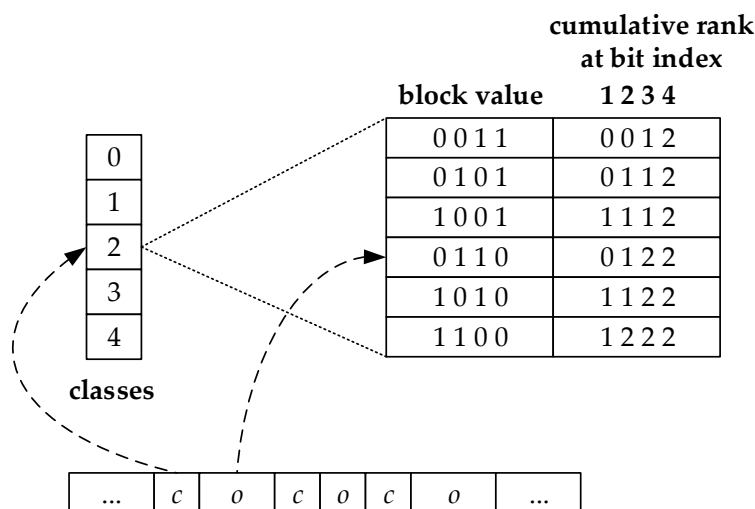 cumulative rank
at bit index
block value 1 2 3 4
0 0 1 1 0 0 1 2
0 1 0 1 0 1 1 2
1 0 0 1 1 1 1 2
0 1 1 0 0 1 2 2
1 0 1 0 1 1 2 2
1 1 0 0 1 2 2 2
0
1
2
3
4
classes
... c o c o c o ...